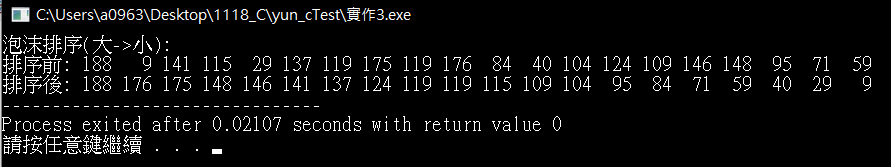 C:\Users\a0963\Desktop\1118_C\yun_cTest\實作3.exe
泡沫排序(大->小):
排序前: 188   9 141 115  29 137 119 175 119 176  84  40 104 124 109 146 148  95  71  59
排序後: 188 176 175 148 146 141 137 124 119 119 115 109 104  95  84  71  59  40  29   9
--------------------------------
Process exited after 0.02107 seconds with return value 0
請按任意鍵繼續 . . .